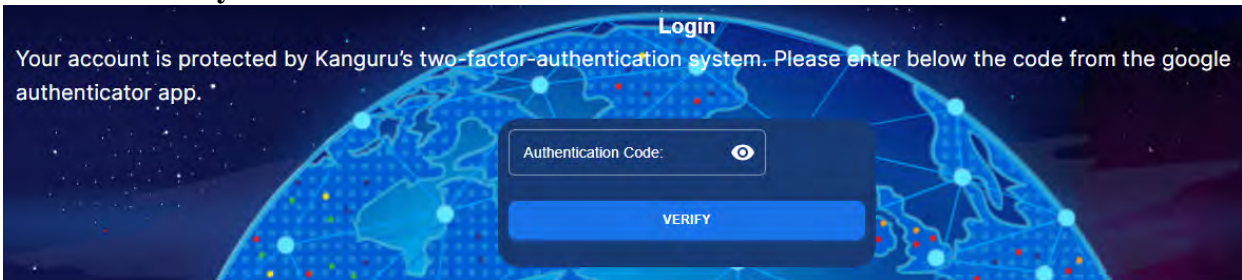 Login
Your account is protected by Kanguru's two-factor-authentication system. Please enter below the code from the google
authenticator app.
Authentication Code:
VERIFY